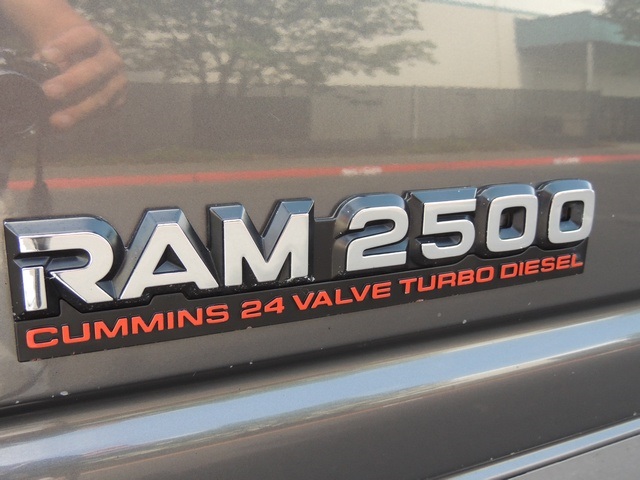 RAM 2500
CUMMINS 24 VALVE TURBO DIESEL